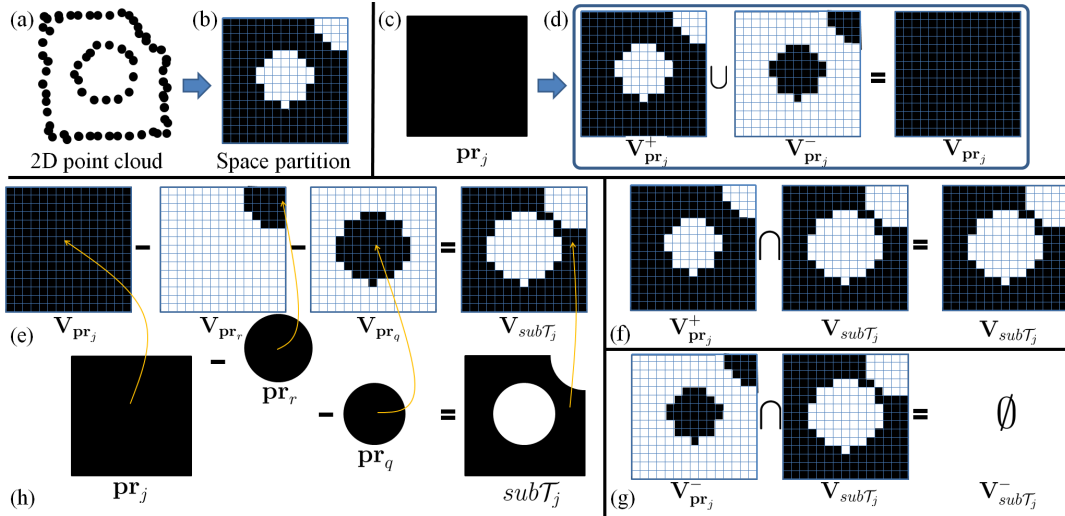 (a)
2D point cloud
(b)
Space partition
(c)
pr_j
(d)
V^+_{pr_j} ∪ V^-_{pr_j} = V_{pr_j}
(e)
V_{pr_j} - V_{pr_r} - V_{pr_q} = V_{sub𝒯_j}
(f)
V^+_{pr_j} ∩ V_{sub𝒯_j} = V_{sub𝒯_j}
(g)
V^-_{pr_j} ∩ V_{sub𝒯_j} = ∅
V^-_{sub𝒯_j}
(h)
pr_j - pr_r - pr_q = sub𝒯_j